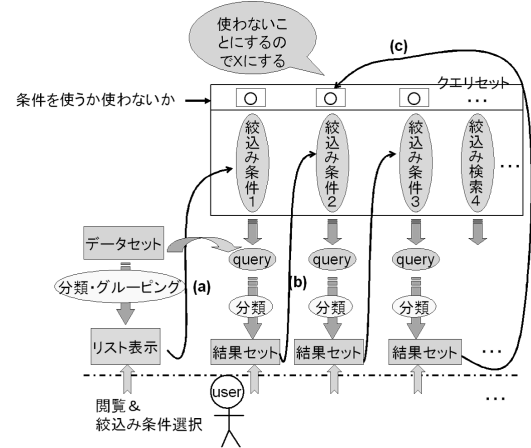 使わないこ
とにするの
でXにする
(c)
クエリセット
条件を使うか使わないか
○ ○ ○ ...
絞込み条件1
絞込み条件2
絞込み条件3
絞込み検索4
...
データセット
query
query
query
分類・グルーピング
(a)
(b)
分類
分類
分類
リスト表示
結果セット
結果セット
結果セット
...
user
閲覧&
絞込み条件選択
...